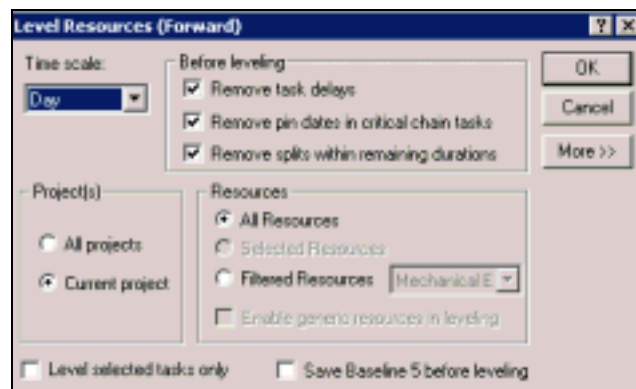 Level Resources (Forward)
Time scale:
Day
Before leveling
Remove task delays
Remove pin dates in critical chain tasks
Remove splits within remaining durations
OK
Cancel
More >>
Project(s)
All projects
Current project
Resources
All Resources
Selected Resources
Filtered Resources
Mechanical E
Enable generic resources in leveling
Level selected tasks only
Save Baseline 5 before leveling